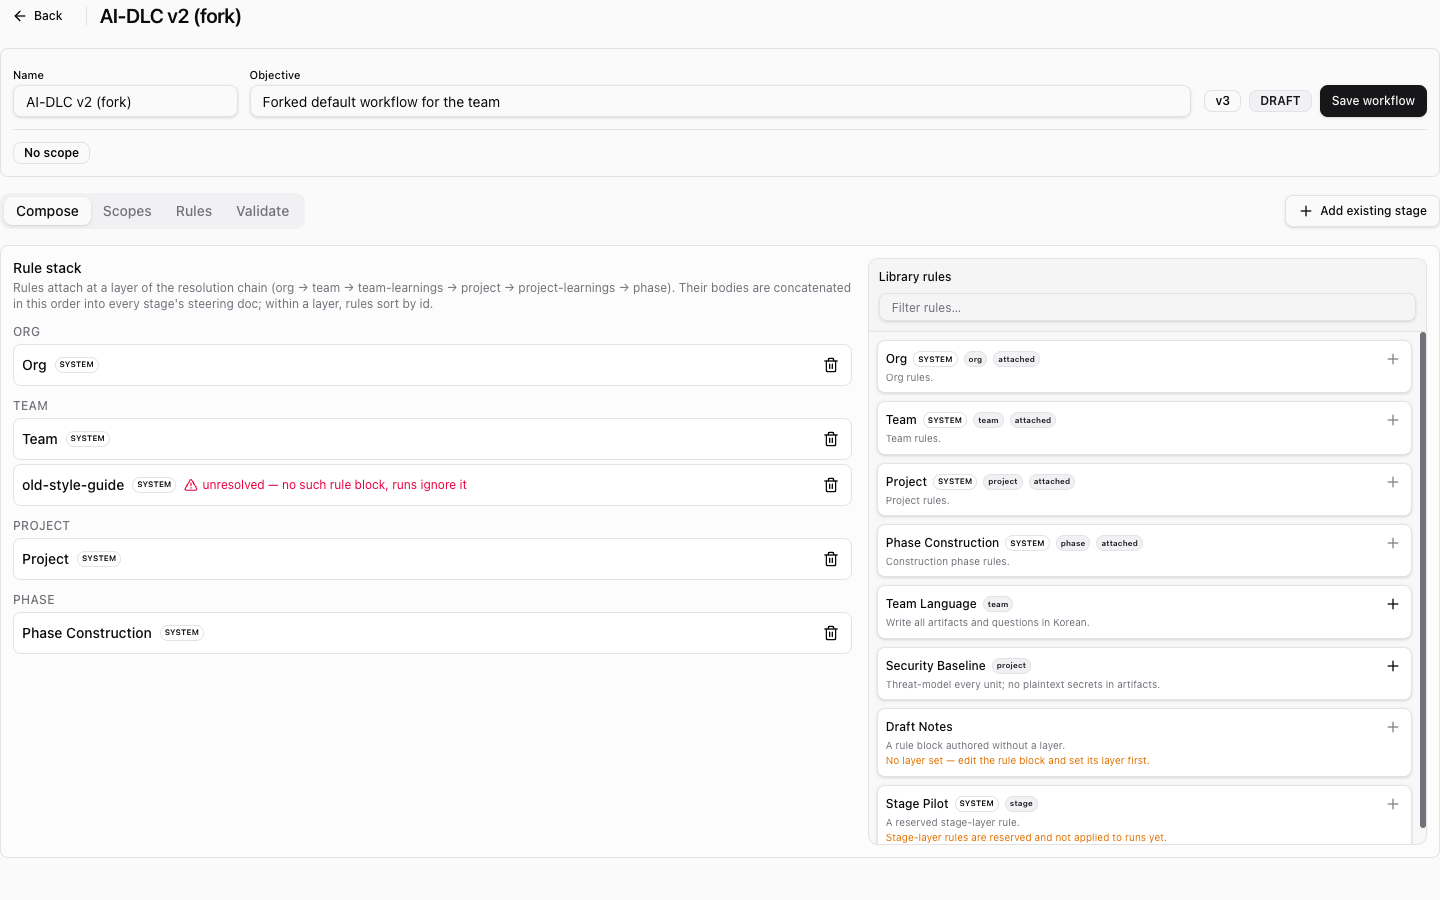 Back
AI-DLC v2 (fork)
Name
Objective
AI-DLC v2 (fork)
Forked default workflow for the team
v3
DRAFT
Save workflow
No scope
Compose
Scopes
Rules
Validate
Add existing stage
Rule stack
Rules attach at a layer of the resolution chain (org → team → team-learnings → project → project-learnings → phase). Their bodies are concatenated
in this order into every stage's steering doc; within a layer, rules sort by id.
ORG
Org SYSTEM
TEAM
Team SYSTEM
old-style-guide SYSTEM unresolved — no such rule block, runs ignore it
PROJECT
Project SYSTEM
PHASE
Phase Construction SYSTEM
Library rules
Filter rules...
Org SYSTEM org attached
Org rules.
Team SYSTEM team attached
Team rules.
Project SYSTEM project attached
Project rules.
Phase Construction SYSTEM phase attached
Construction phase rules.
Team Language team
Write all artifacts and questions in Korean.
Security Baseline project
Threat-model every unit; no plaintext secrets in artifacts.
Draft Notes
A rule block authored without a layer.
No layer set — edit the rule block and set its layer first.
Stage Pilot SYSTEM stage
A reserved stage-layer rule.
Stage-layer rules are reserved and not applied to runs yet.